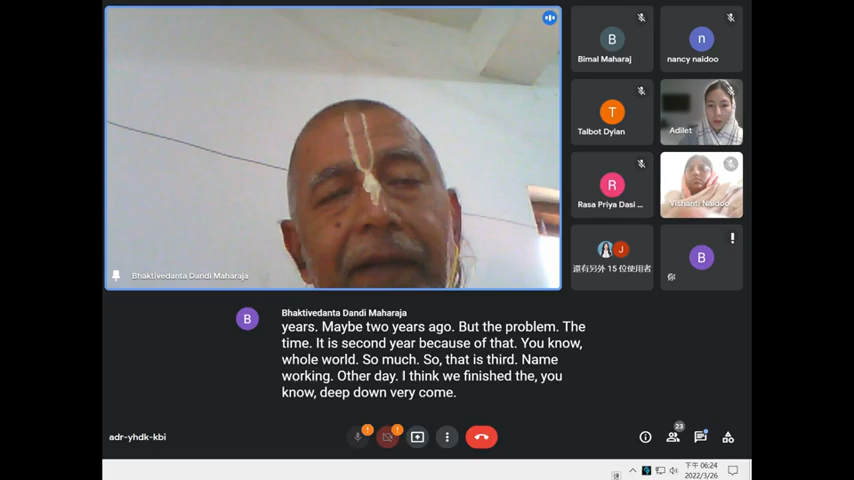 B
Bimal Maharaj
n
nancy naidoo
T
Talbot Dylan
Adilet
R
Rasa Priya Dasi ...
Vishanti Naidoo
J
還有另外 15 位使用者
B
你
Bhaktivedanta Dandi Maharaja
B
Bhaktivedanta Dandi Maharaja
years. Maybe two years ago. But the problem. The
time. It is second year because of that. You know,
whole world. So much. So, that is third. Name
working. Other day. I think we finished the, you
know, deep down very come.
adr-yhdk-kbi
23
下午 06:24
2022/3/26